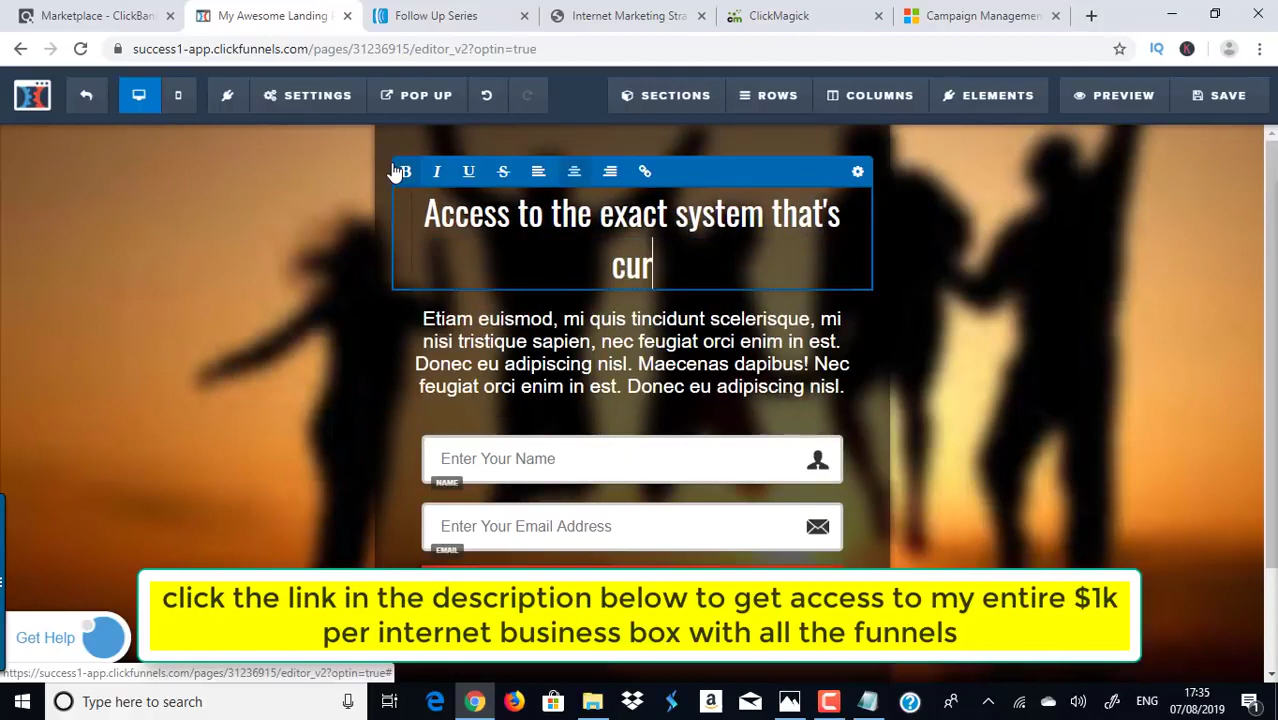 Marketplace - ClickBan
My Awesome Landing
Follow Up Series
Internet Marketing Stra
ClickMagick
Campaign Managemen
success1-app.clickfunnels.com/pages/31236915/editor_v2?optin=true
IQ
K
SETTINGS
POP UP
SECTIONS
ROWS
COLUMNS
ELEMENTS
PREVIEW
SAVE
B I U S
Access to the exact system that's
cur
Etiam euismod, mi quis tincidunt scelerisque, mi
nisi tristique sapien, nec feugiat orci enim in est.
Donec eu adipiscing nisl. Maecenas dapibus! Nec
feugiat orci enim in est. Donec eu adipiscing nisl.
Enter Your Name
NAME
Enter Your Email Address
EMAIL
click the link in the description below to get access to my entire $1k
per internet business box with all the funnels
Get Help
https://success1-app.clickfunnels.com/pages/31236915/editor_v2?optin=true#
Type here to search
ENG
17:35
07/08/2019
1